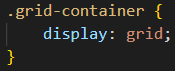 .grid-container {
    display: grid;
}